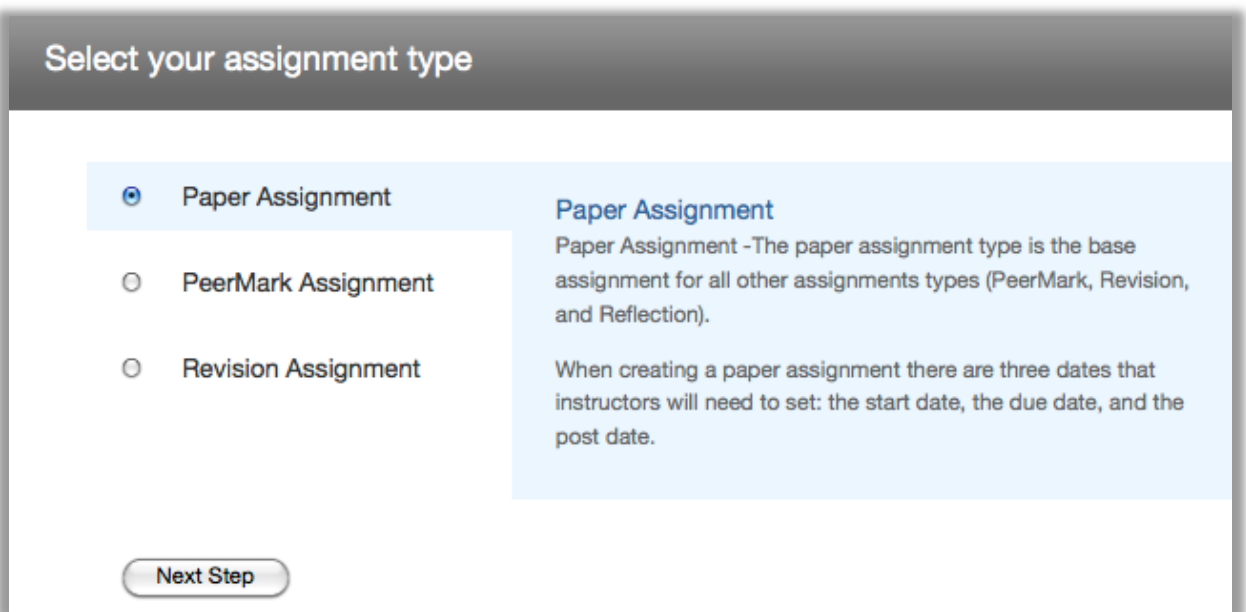 Select your assignment type
Paper Assignment
PeerMark Assignment
Revision Assignment
Paper Assignment
Paper Assignment -The paper assignment type is the base
assignment for all other assignments types (PeerMark, Revision,
and Reflection).
When creating a paper assignment there are three dates that
instructors will need to set: the start date, the due date, and the
post date.
Next Step